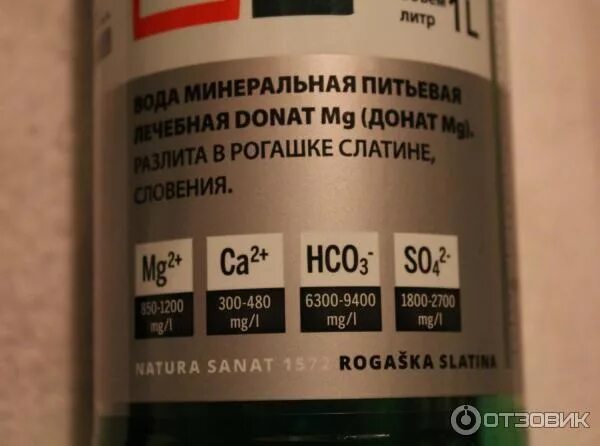 литр 1L
ВОДА МИНЕРАЛЬНАЯ ПИТЬЕВАЯ
ЛЕЧЕБНАЯ DONAT Mg (ДОНАТ Mg).
РАЗЛИТА В РОГАШКЕ СЛАТИНЕ,
СЛОВЕНИЯ.
Mg2+ Ca2+ HCO3- SO42-
850-1200 300-480 6300-9400 1800-2700
mg/l mg/l mg/l mg/l
NATURA SANAT 1572 ROGAŠKA SLATINA
ОТЗОВИК